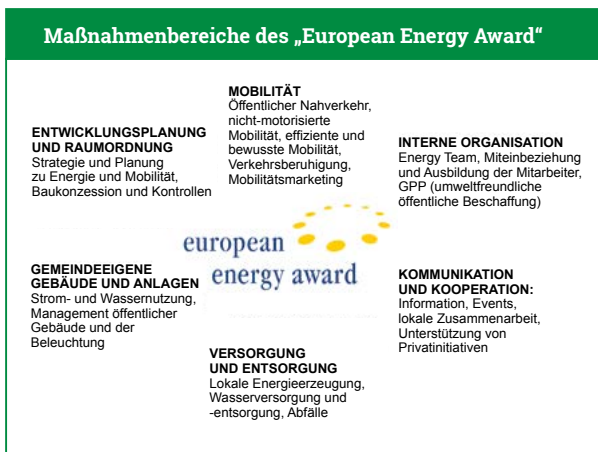 Maßnahmenbereiche des „European Energy Award“
MOBILITÄT
Öffentlicher Nahverkehr,
nicht-motorisierte
Mobilität, effiziente und
bewusste Mobilität,
Verkehrsberuhigung,
Mobilitätsmarketing
ENTWICKLUNGSPLANUNG
UND RAUMORDNUNG
Strategie und Planung
zu Energie und Mobilität,
Baukonzession und Kontrollen
INTERNE ORGANISATION
Energy Team, Miteinbeziehung
und Ausbildung der Mitarbeiter,
GPP (umweltfreundliche
öffentliche Beschaffung)
european
energy award
GEMEINDEEIGENE
GEBÄUDE UND ANLAGEN
Strom- und Wassernutzung,
Management öffentlicher
Gebäude und der
Beleuchtung
KOMMUNIKATION
UND KOOPERATION:
Information, Events,
lokale Zusammenarbeit,
Unterstützung von
Privatinitiativen
VERSORGUNG
UND ENTSORGUNG
Lokale Energieerzeugung,
Wasserversorgung und
-entsorgung, Abfälle